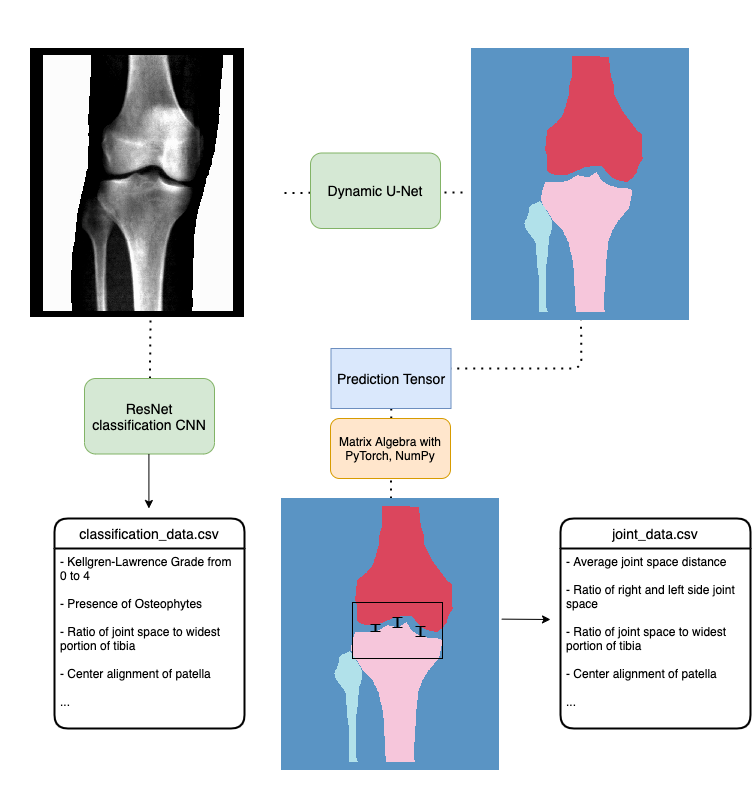 Dynamic U-Net
Prediction Tensor
ResNet
classification CNN
Matrix Algebra with
PyTorch, NumPy
classification_data.csv
- Kellgren-Lawrence Grade from
0 to 4
- Presence of Osteophytes
- Ratio of joint space to widest
portion of tibia
- Center alignment of patella
...
joint_data.csv
- Average joint space distance
- Ratio of right and left side joint
space
- Ratio of joint space to widest
portion of tibia
- Center alignment of patella
...